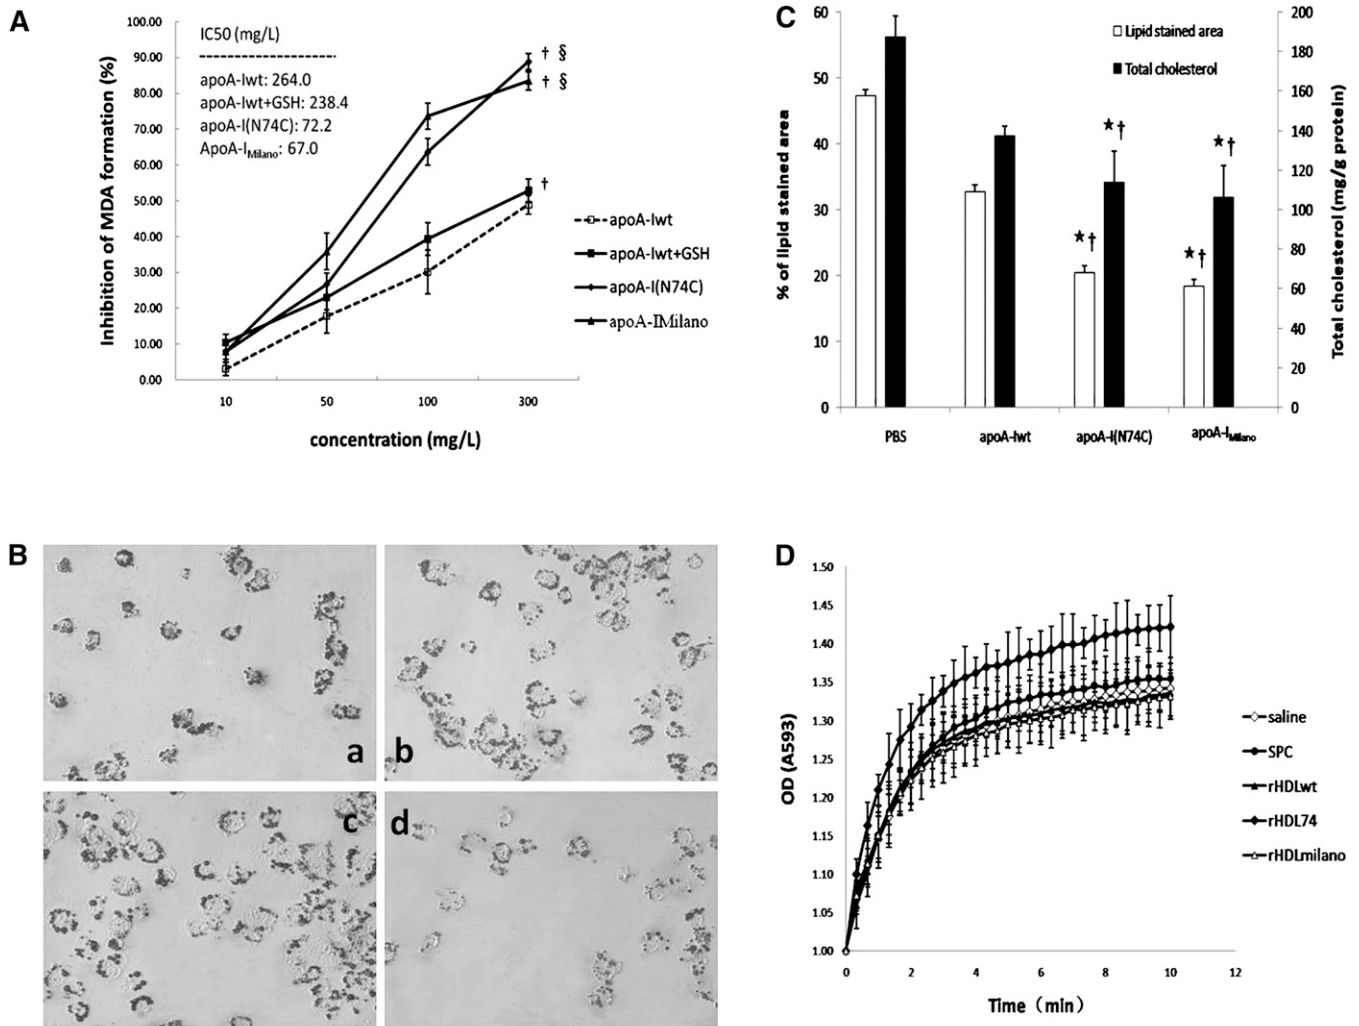 A
100.00
90.00
80.00
70.00
60.00
50.00
40.00
30.00
20.00
10.00
0.00
Inhibition of MDA formation (%)
IC50 (mg/L)
apoA-Iwt: 264.0
apoA-Iwt+GSH: 238.4
apoA-I(N74C): 72.2
ApoA-IMilano: 67.0
† §
† §
†
10 50 100 300
concentration (mg/L)
apoA-Iwt
apoA-Iwt+GSH
apoA-I(N74C)
apoA-IMilano
C
60
50
40
30
20
10
0
% of lipid stained area
Lipid stained area
Total cholesterol
★†
★†
★†
★†
200
180
160
140
120
100
80
60
40
20
0
Total cholesterol (mg/g protein)
PBS apoA-Iwt apoA-I(N74C) apoA-IMilano
B
a
b
c
d
D
1.50
1.45
1.40
1.35
1.30
1.25
1.20
1.15
1.10
1.05
1.00
OD (A593)
0 2 4 6 8 10 12
Time (min)
saline
SPC
rHDLwt
rHDL74
rHDLmilano